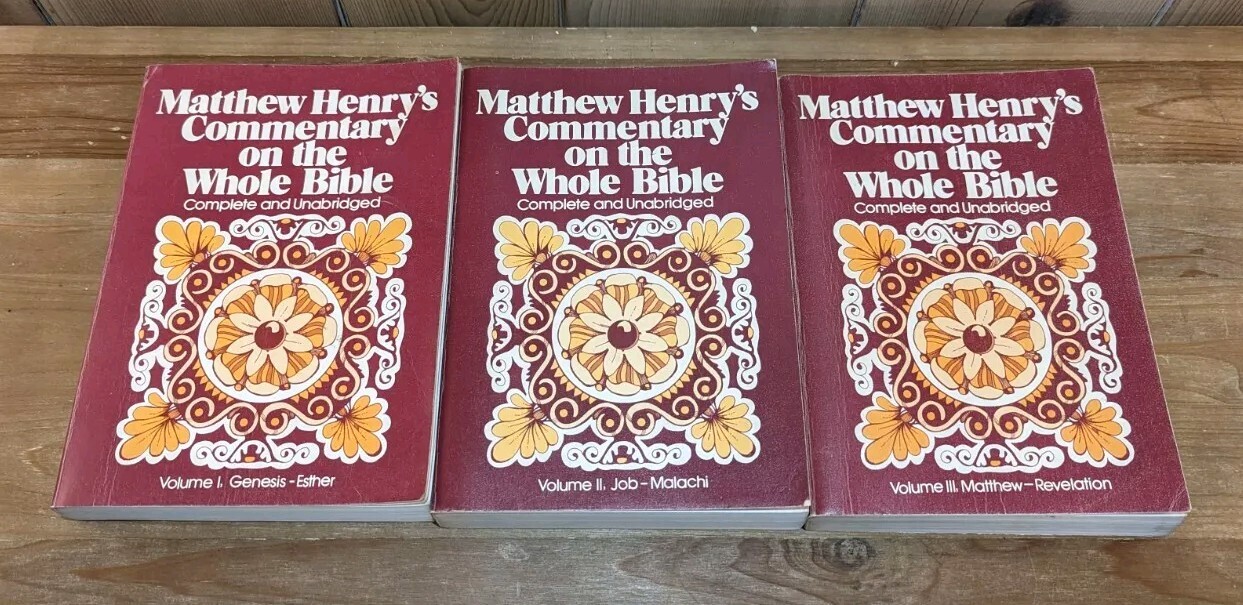 Matthew Henry's
Commentary
on the
Whole Bible
Complete and Unabridged
Volume I, Genesis-Esther
Matthew Henry's
Commentary
on the
Whole Bible
Complete and Unabridged
Volume II, Job-Malachi
Matthew Henry's
Commentary
on the
Whole Bible
Complete and Unabridged
Volume III, Matthew-Revelation